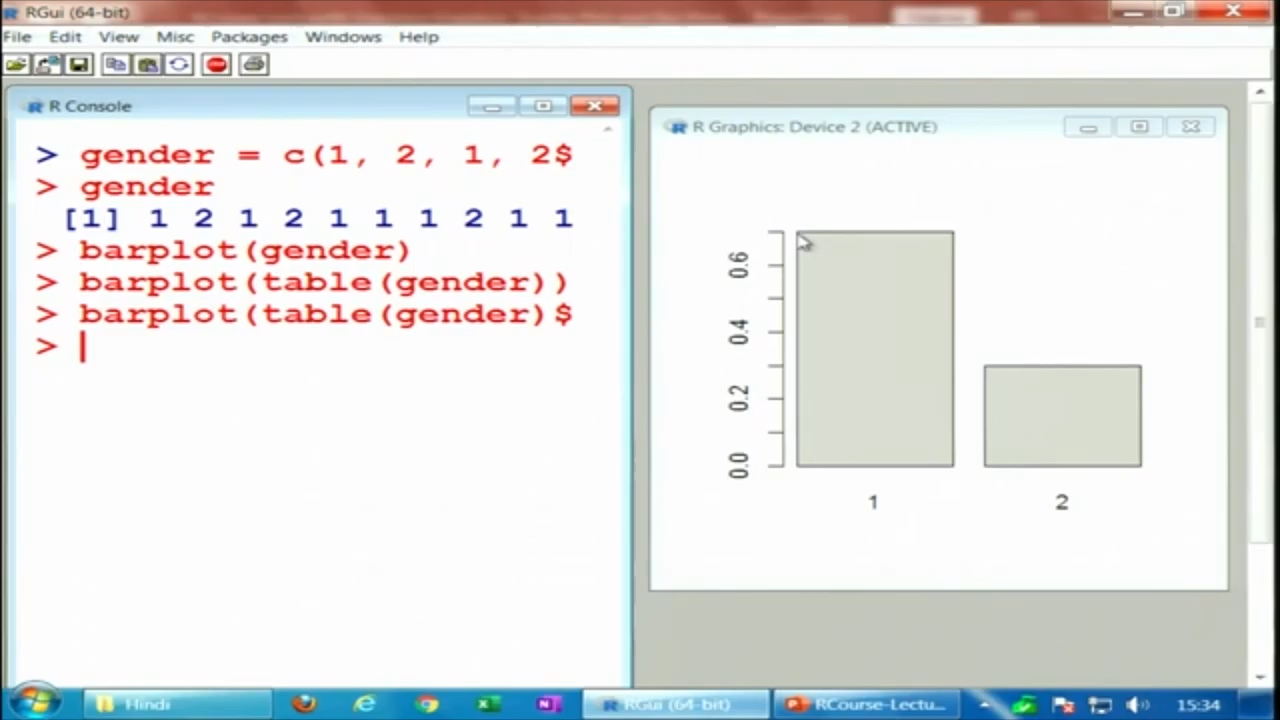 RGui (64-bit)
File Edit View Misc Packages Windows Help
STOP
R Console
> gender = c(1, 2, 1, 2$
> gender
[1] 1 2 1 2 1 1 1 2 1 1
> barplot(gender)
> barplot(table(gender))
> barplot(table(gender)$
>
R Graphics: Device 2 (ACTIVE)
0.6
0.4
0.2
0.0
1 2
Hindi RGui (64-bit) RCourse-Lectu... 15:34